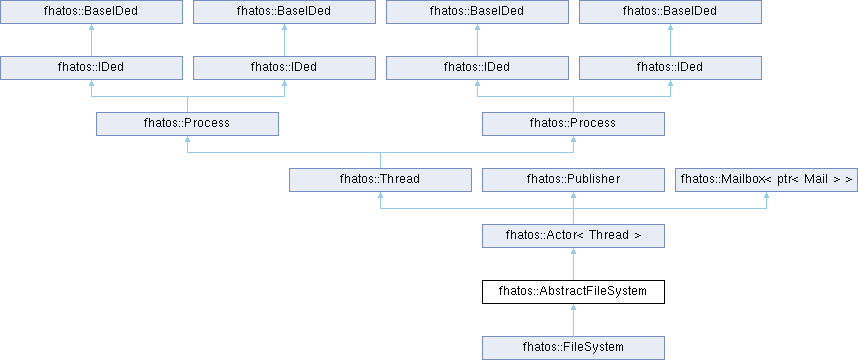 fhatos::BaseIDed
fhatos::BaseIDed
fhatos::BaseIDed
fhatos::BaseIDed
fhatos::IDed
fhatos::IDed
fhatos::IDed
fhatos::IDed
fhatos::Process
fhatos::Process
fhatos::Thread
fhatos::Publisher
fhatos::Mailbox< ptr< Mail > >
fhatos::Actor< Thread >
fhatos::AbstractFileSystem
fhatos::FileSystem